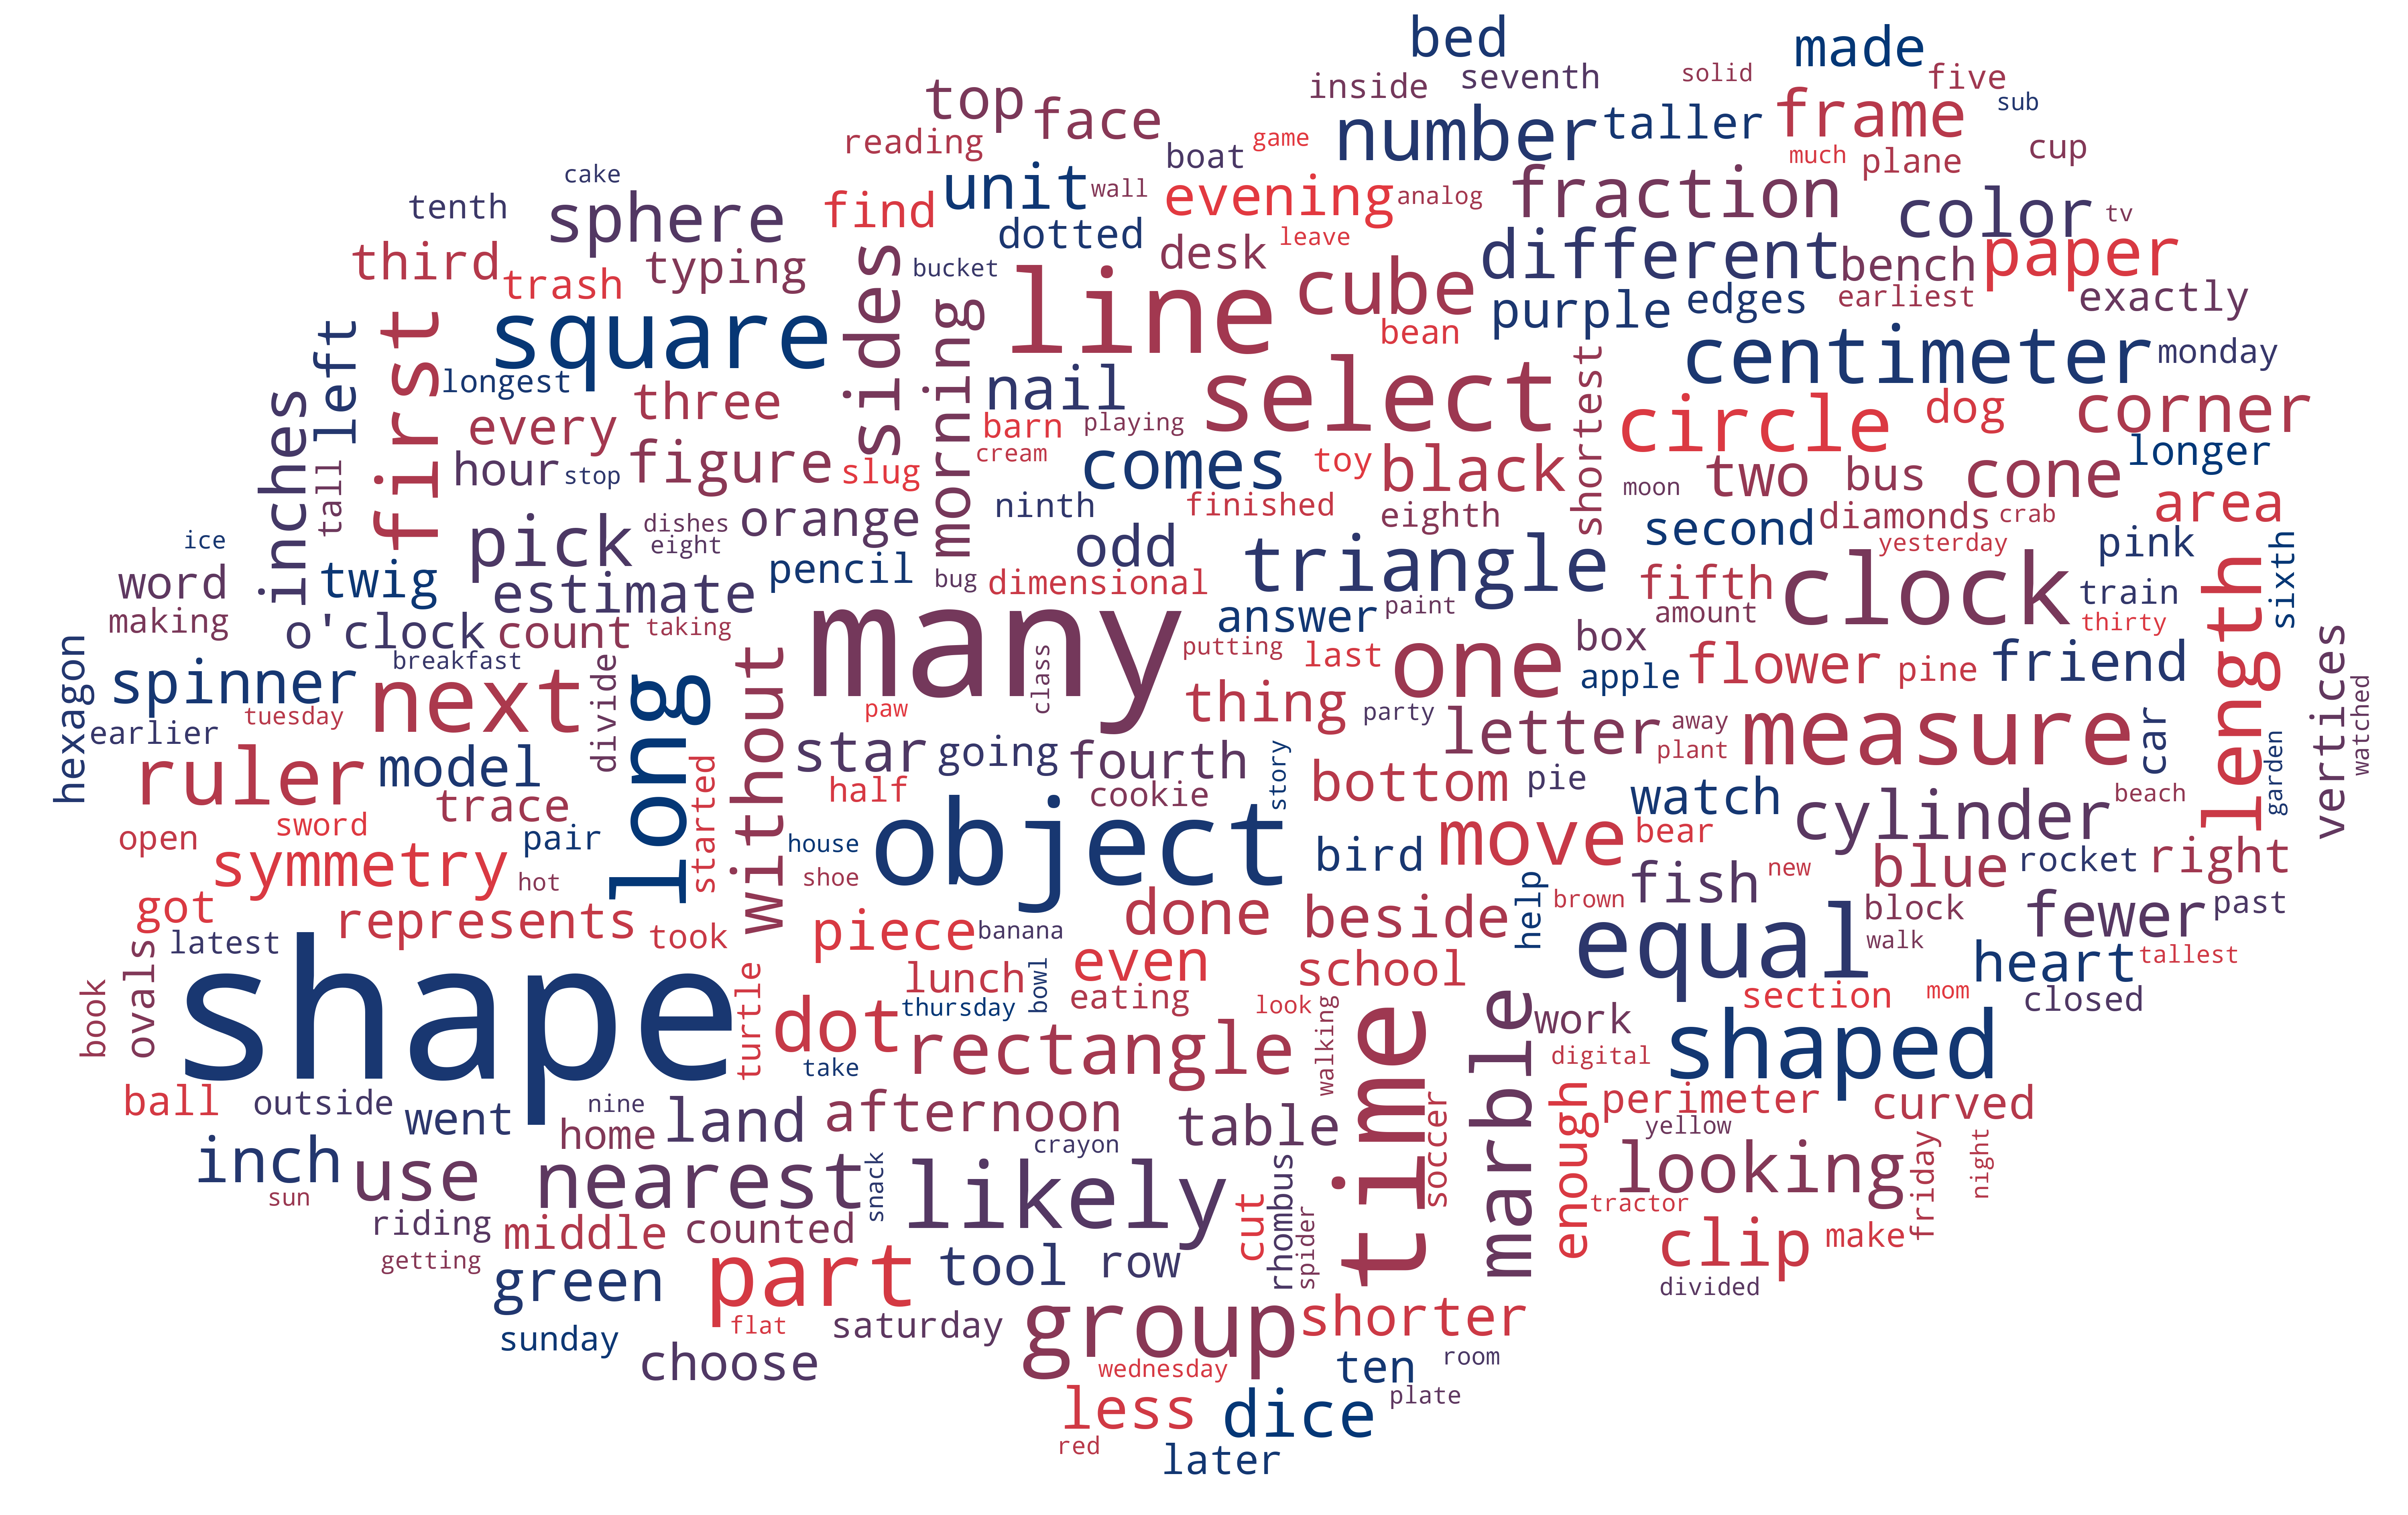 bed
made
inside
seventh
solid
five
sub
top
face
number
taller
frame
reading
boat
game
much
plane
cup
cake
tenth
sphere
find
unit
wall
evening
analog
fraction
color
tv
third
trash
typing
sides
bucket
dotted
desk
leave
different
bench
paper
line
cube
purple
edges
earliest
exactly
left
first
square
morning
bean
shortest
centimeter
monday
longest
three
nail
select
circle
dog
corner
inches
tall
every
barn
playing
hour
stop
figure
slug
cream
comes
toy
black
moon
two
bus
cone
longer
ninth
finished
eighth
area
ice
pick
dishes
eight
orange
odd
triangle
second
diamonds
crab
yesterday
pink
sixth
word
twig
estimate
pencil
bug
dimensional
fifth
clock
train
length
making
o'clock
count
taking
many
answer
paint
amount
thirty
hexagon
breakfast
putting
last
one
box
vertices
spinner
next
divide
long
without
class
apple
flower
pine
friend
watched
tuesday
earlier
paw
thing
party
letter
away
plant
measure
car
garden
ruler
model
star
going
fourth
story
bottom
pie
trace
started
half
cookie
watch
cylinder
beach
open
sword
pair
house
object
bird
move
bear
symmetry
hot
shoe
fish
new
blue
rocket
right
got
represents
took
piece
banana
done
beside
help
brown
equal
block
fewer
past
latest
walk
book
ovals
shape
turtle
lunch
bowl
even
school
heart
tallest
thursday
eating
look
walking
time
marble
section
mom
closed
dot
rectangle
work
shaped
take
digital
ball
outside
went
nine
home
land
afternoon
table
soccer
enough
perimeter
curved
crayon
yellow
inch
sun
use
nearest
snack
likely
rhombus
looking
friday
night
riding
middle
counted
cut
spider
tractor
getting
green
part
tool
row
clip
make
divided
sunday
flat
saturday
group
shorter
choose
wednesday
ten
room
less
dice
plate
red
later